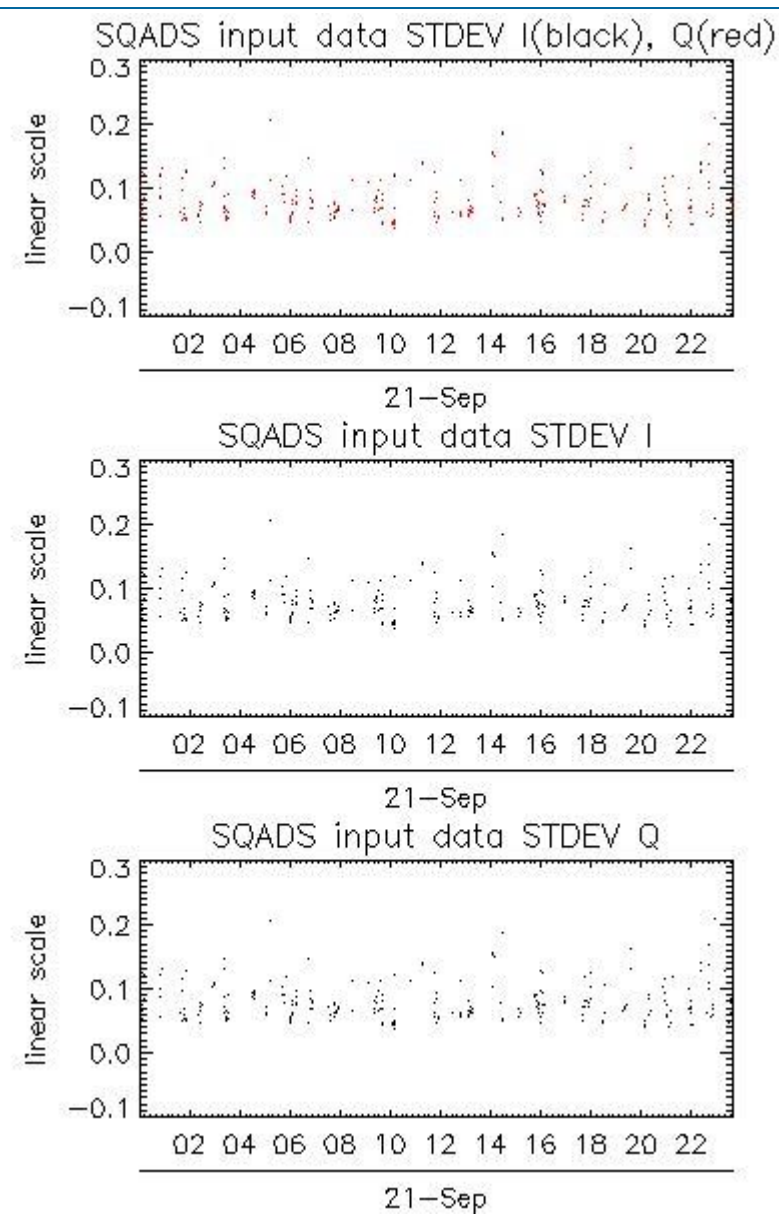 SQADS input data STDEV I(black), Q(red)
0.3
0.2
0.1
0.0
-0.1
linear scale
02 04 06 08 10 12 14 16 18 20 22
21-Sep
SQADS input data STDEV I
0.3
0.2
0.1
0.0
-0.1
linear scale
02 04 06 08 10 12 14 16 18 20 22
21-Sep
SQADS input data STDEV Q
0.3
0.2
0.1
0.0
-0.1
linear scale
02 04 06 08 10 12 14 16 18 20 22
21-Sep